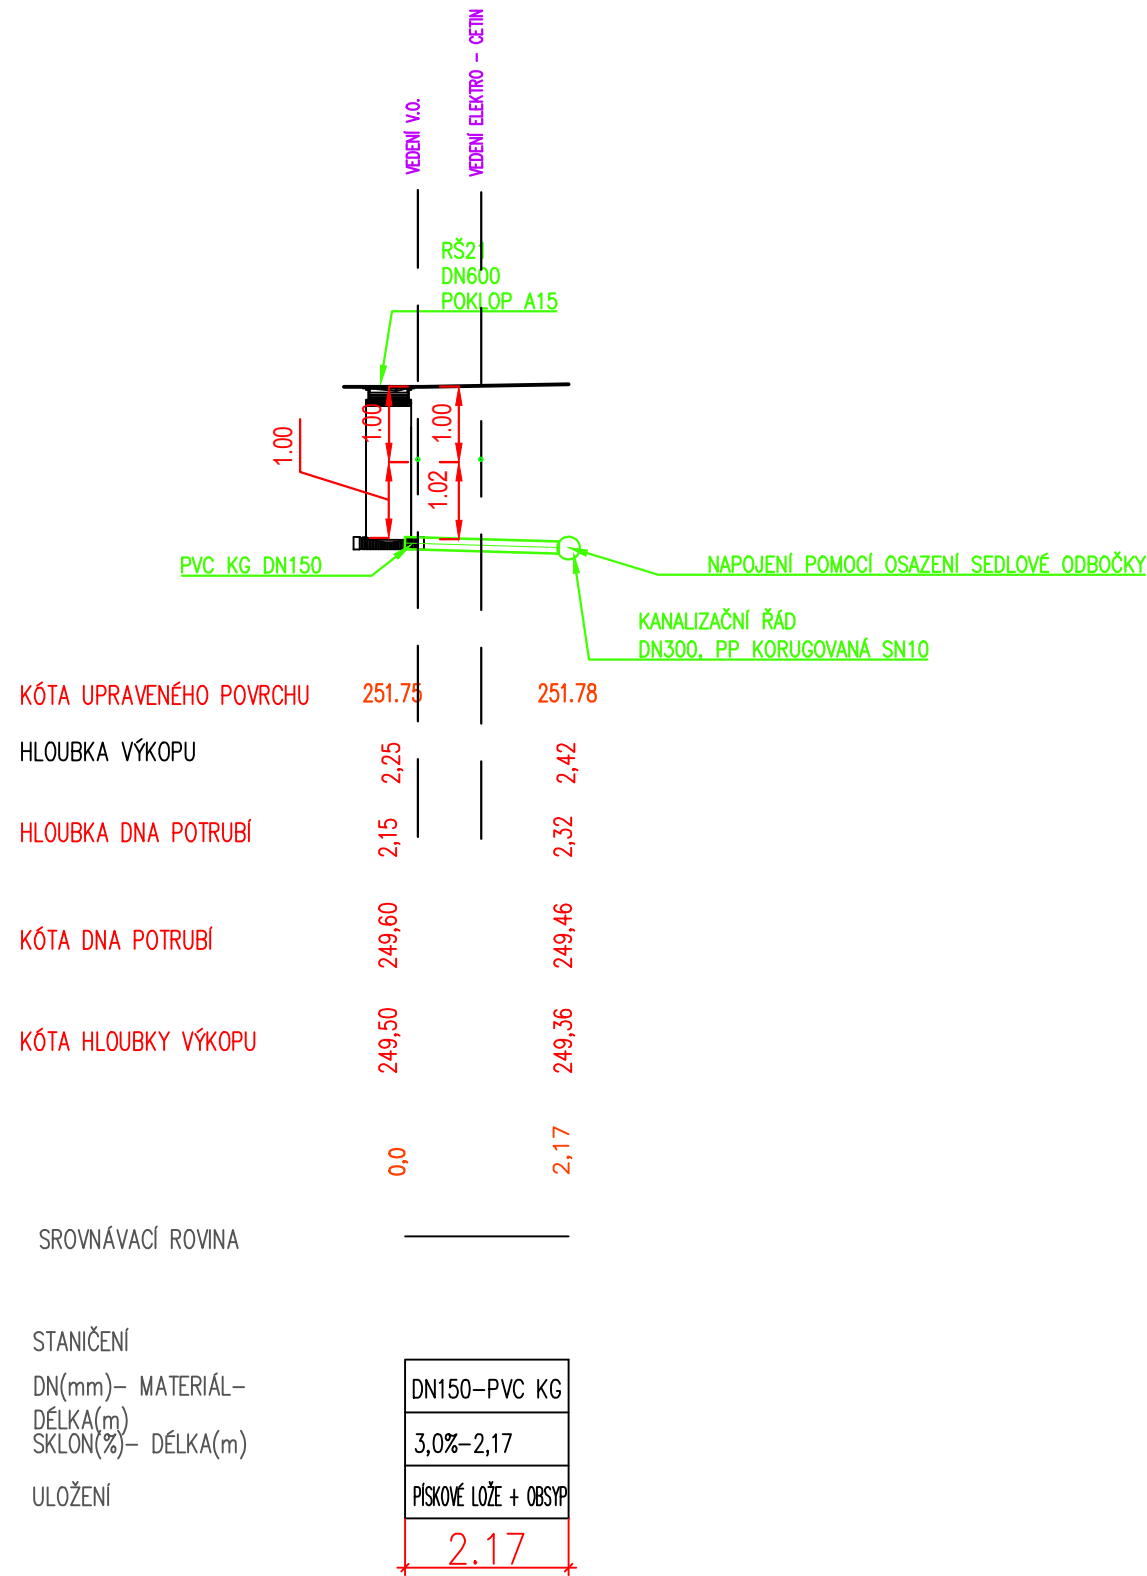 VEDENÍ V.O.
VEDENÍ ELEKTRO - CETIN
RŠ21
DN600
POKLOP A15
1.00
1.00
1.00
1.02
PVC KG DN150
NAPOJENÍ POMOCÍ OSAZENÍ SEDLOVÉ ODBOČKY
KANALIZAČNÍ ŘÁD
DN300, PP KORUGOVANÁ SN10
KÓTA UPRAVENÉHO POVRCHU 251.75 251.78
HLOUBKA VÝKOPU 2,25 2,42
HLOUBKA DNA POTRUBÍ 2,15 2,32
KÓTA DNA POTRUBÍ 249,60 249,46
KÓTA HLOUBKY VÝKOPU 249,50 249,36
0,0 2,17
SROVNÁVACÍ ROVINA
STANIČENÍ
DN(mm)- MATERIÁL-
DÉLKA(m)
DN150-PVC KG
SKLON(%)- DÉLKA(m) 3,0%-2,17
ULOŽENÍ PÍSKOVÉ LOŽE + OBSYP
2.17